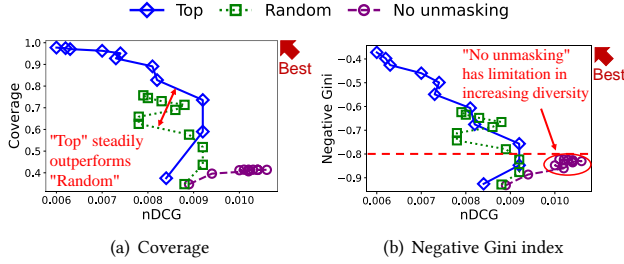 Top Random No unmasking
1.0
0.9
0.8
0.7
0.6
0.5
0.4
Coverage
0.006 0.007 0.008 0.009 0.010
nDCG
"Top" steadily
outperforms
"Random"
Best
(a) Coverage
−0.4
−0.5
−0.6
−0.7
−0.8
−0.9
Negative Gini
0.006 0.007 0.008 0.009 0.010
nDCG
"No unmasking"
has limitation in
increasing diversity
Best
(b) Negative Gini index